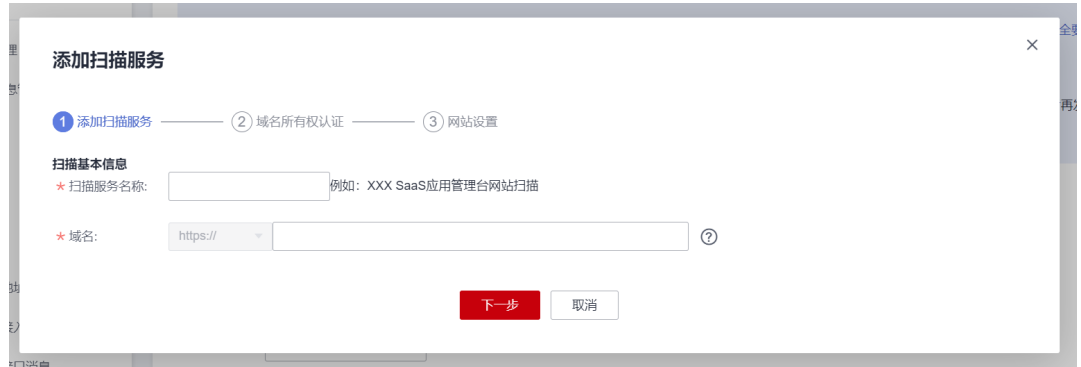 添加扫描服务
1 添加扫描服务 2 域名所有权认证 3 网站设置
扫描基本信息
* 扫描服务名称: 例如：XXX SaaS应用管理台网站扫描
* 域名: https://
下一步 取消